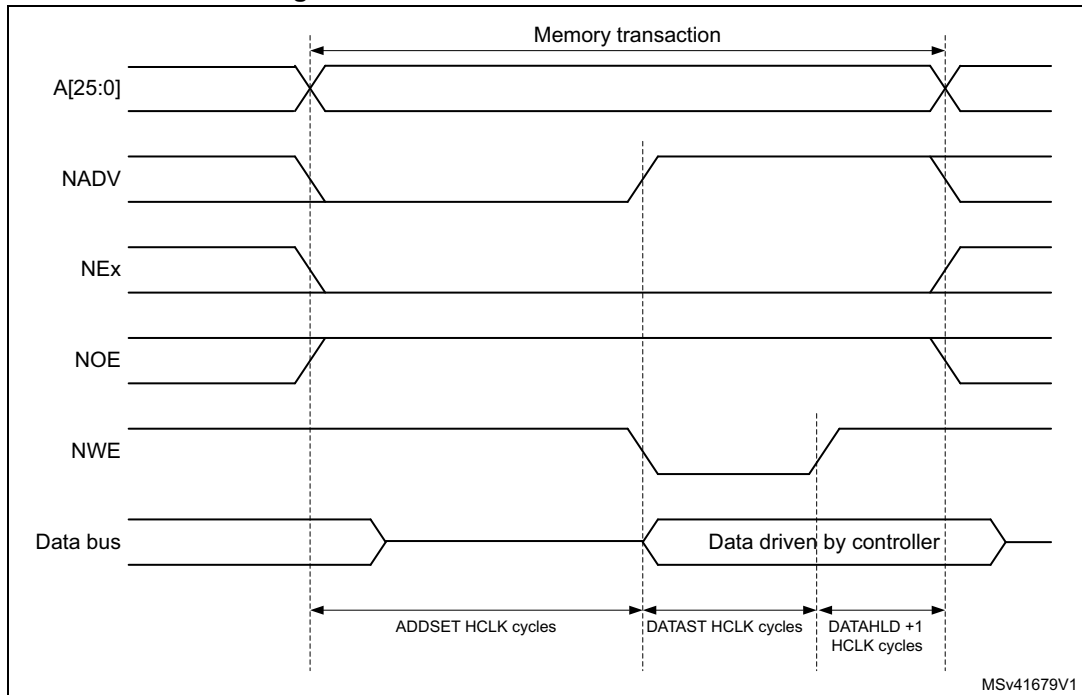 Memory transaction
A[25:0]
NADV
NEx
NOE
NWE
Data bus
Data driven by controller
ADDSET HCLK cycles
DATAST HCLK cycles
DATAHLD +1
HCLK cycles
MSv41679V1